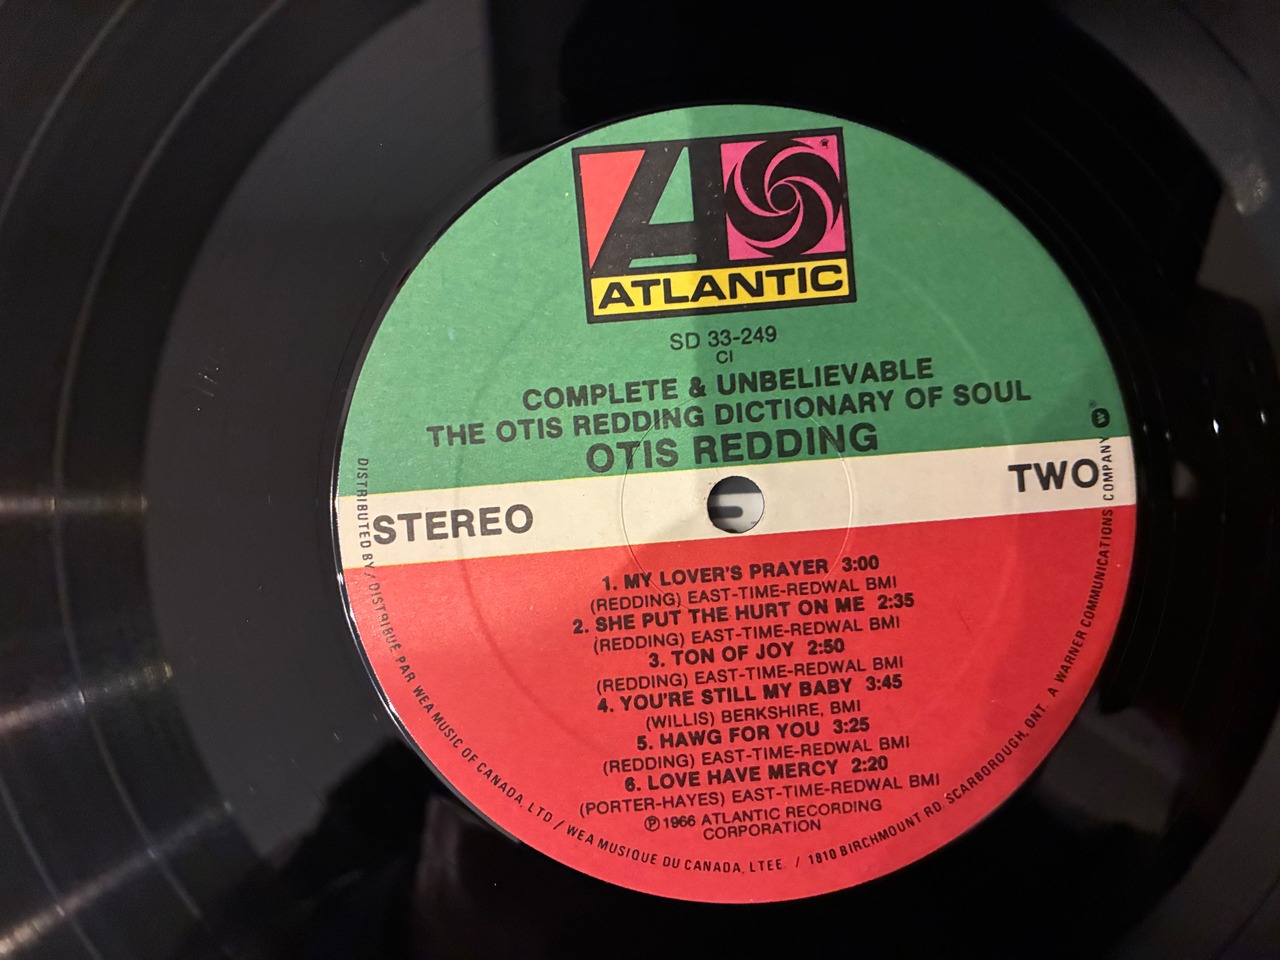 ATLANTIC
SD 33-249
CI
COMPLETE & UNBELIEVABLE
THE OTIS REDDING DICTIONARY OF SOUL
OTIS REDDING
STEREO
TWO
1. MY LOVER'S PRAYER 3:00
(REDDING) EAST-TIME-REDWAL BMI
2. SHE PUT THE HURT ON ME 2:35
(REDDING) EAST-TIME-REDWAL BMI
3. TON OF JOY 2:50
(REDDING) EAST-TIME-REDWAL BMI
4. YOU'RE STILL MY BABY 3:45
(WILLIS) BERKSHIRE, BMI
5. HAWG FOR YOU 3:25
(REDDING) EAST-TIME-REDWAL BMI
6. LOVE HAVE MERCY 2:20
(PORTER-HAYES) EAST-TIME-REDWAL BMI
℗ 1966 ATLANTIC RECORDING
CORPORATION
DISTRIBUTED BY / DISTRIBUÉ PAR WEA MUSIC OF CANADA, LTD / WEA MUSIQUE DU CANADA, LTEE. / 1810 BIRCHMOUNT RD. SCARBOROUGH, ONT. A WARNER COMMUNICATIONS COMPANY